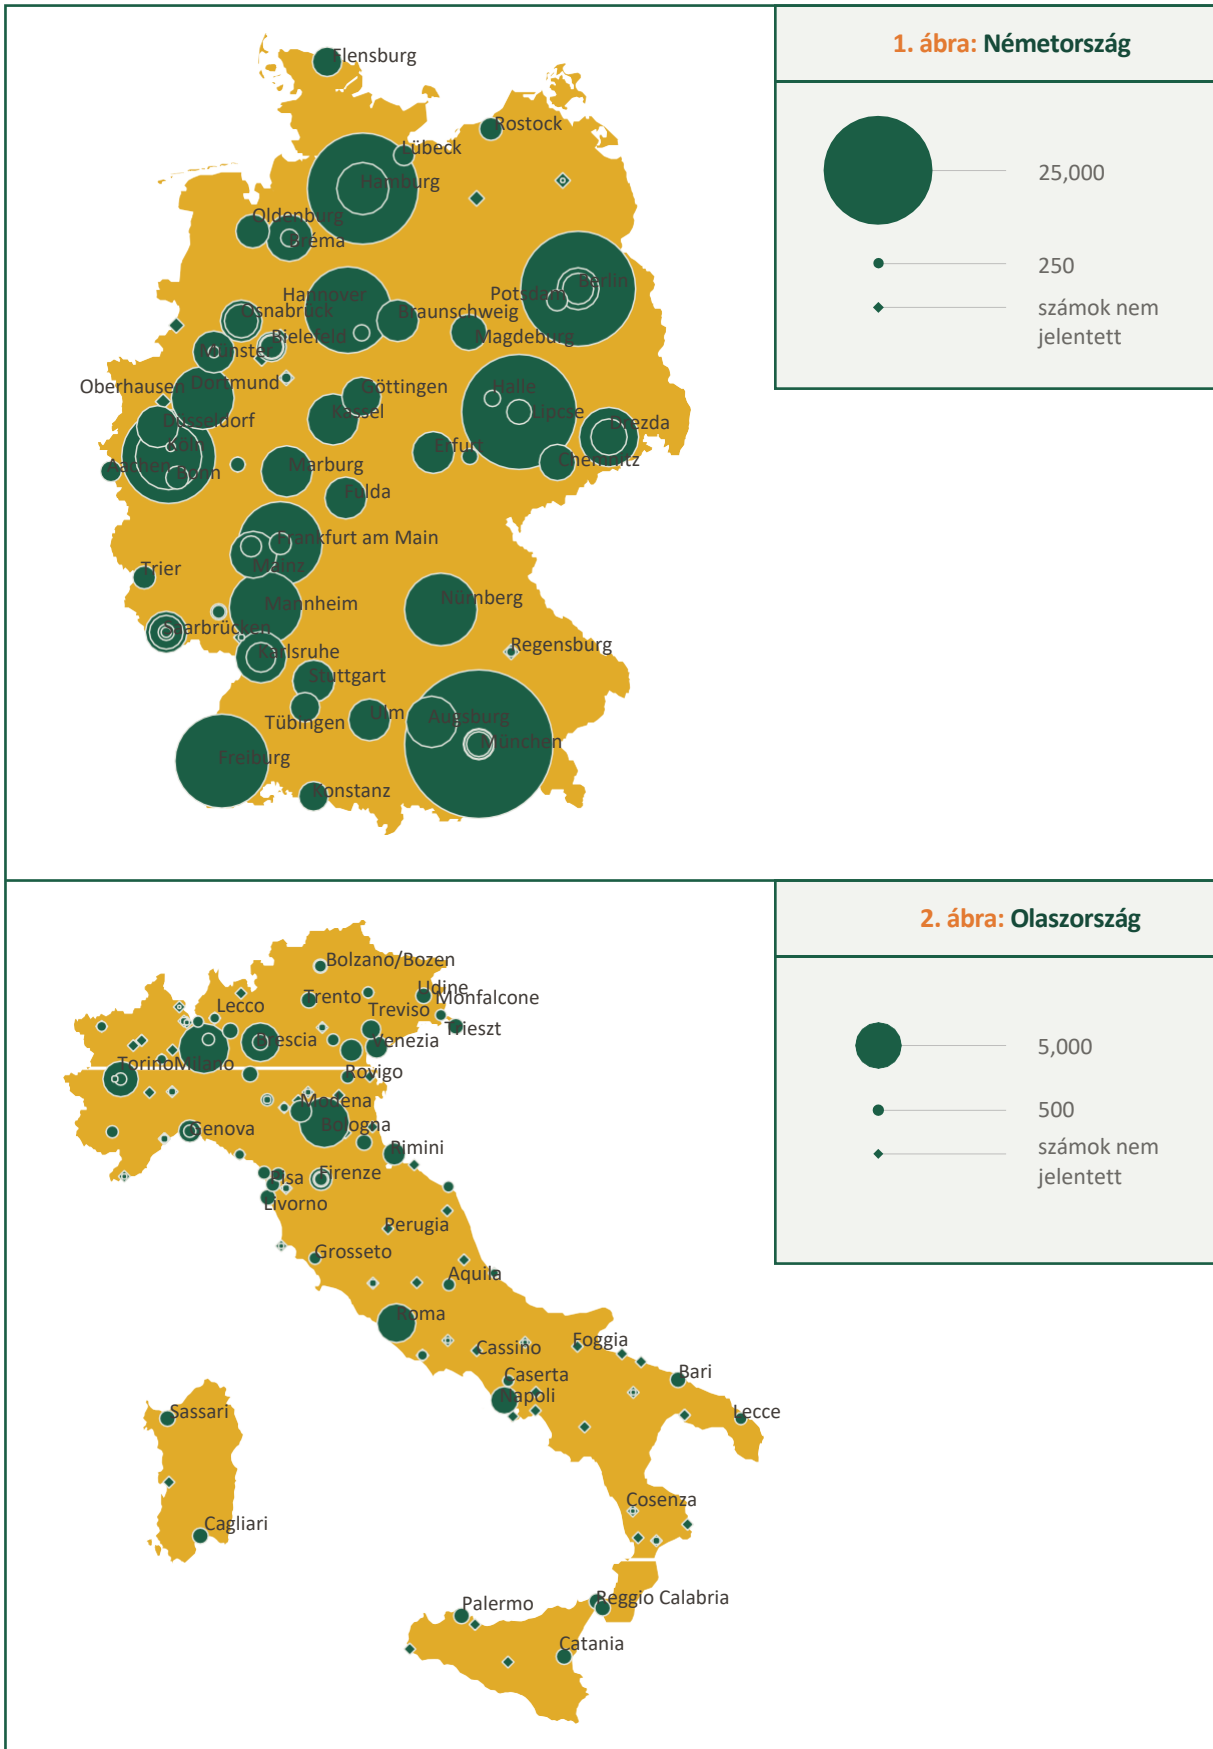 1. ábra: Németország
25,000
250
számok nem
jelentett
Flensburg
Rostock
Lübeck
Hamburg
Oldenburg
Bréma
Hannover
Berlin
Potsdam
Osnabrück
Braunschweig
Bielefeld
Magdeburg
Münster
Oberhausen
Dortmund
Göttingen
Halle
Kassel
Lipcse
Düsseldorf
Drezda
Köln
Erfurt
Aachen
Bonn
Marburg
Chemnitz
Fulda
Frankfurt am Main
Mainz
Trier
Mannheim
Nürnberg
Saarbrücken
Karlsruhe
Regensburg
Stuttgart
Tübingen
Ulm
Augsburg
München
Freiburg
Konstanz
2. ábra: Olaszország
5,000
500
számok nem
jelentett
Bolzano/Bozen
Udine
Trento
Monfalcone
Lecco
Treviso
Trieszt
Brescia
Venezia
Torino
Milano
Rovigo
Modena
Genova
Bologna
Rimini
Pisa
Firenze
Livorno
Perugia
Grosseto
Aquila
Roma
Cassino
Foggia
Caserta
Bari
Napoli
Sassari
Lecce
Cosenza
Cagliari
Palermo
Reggio Calabria
Catania